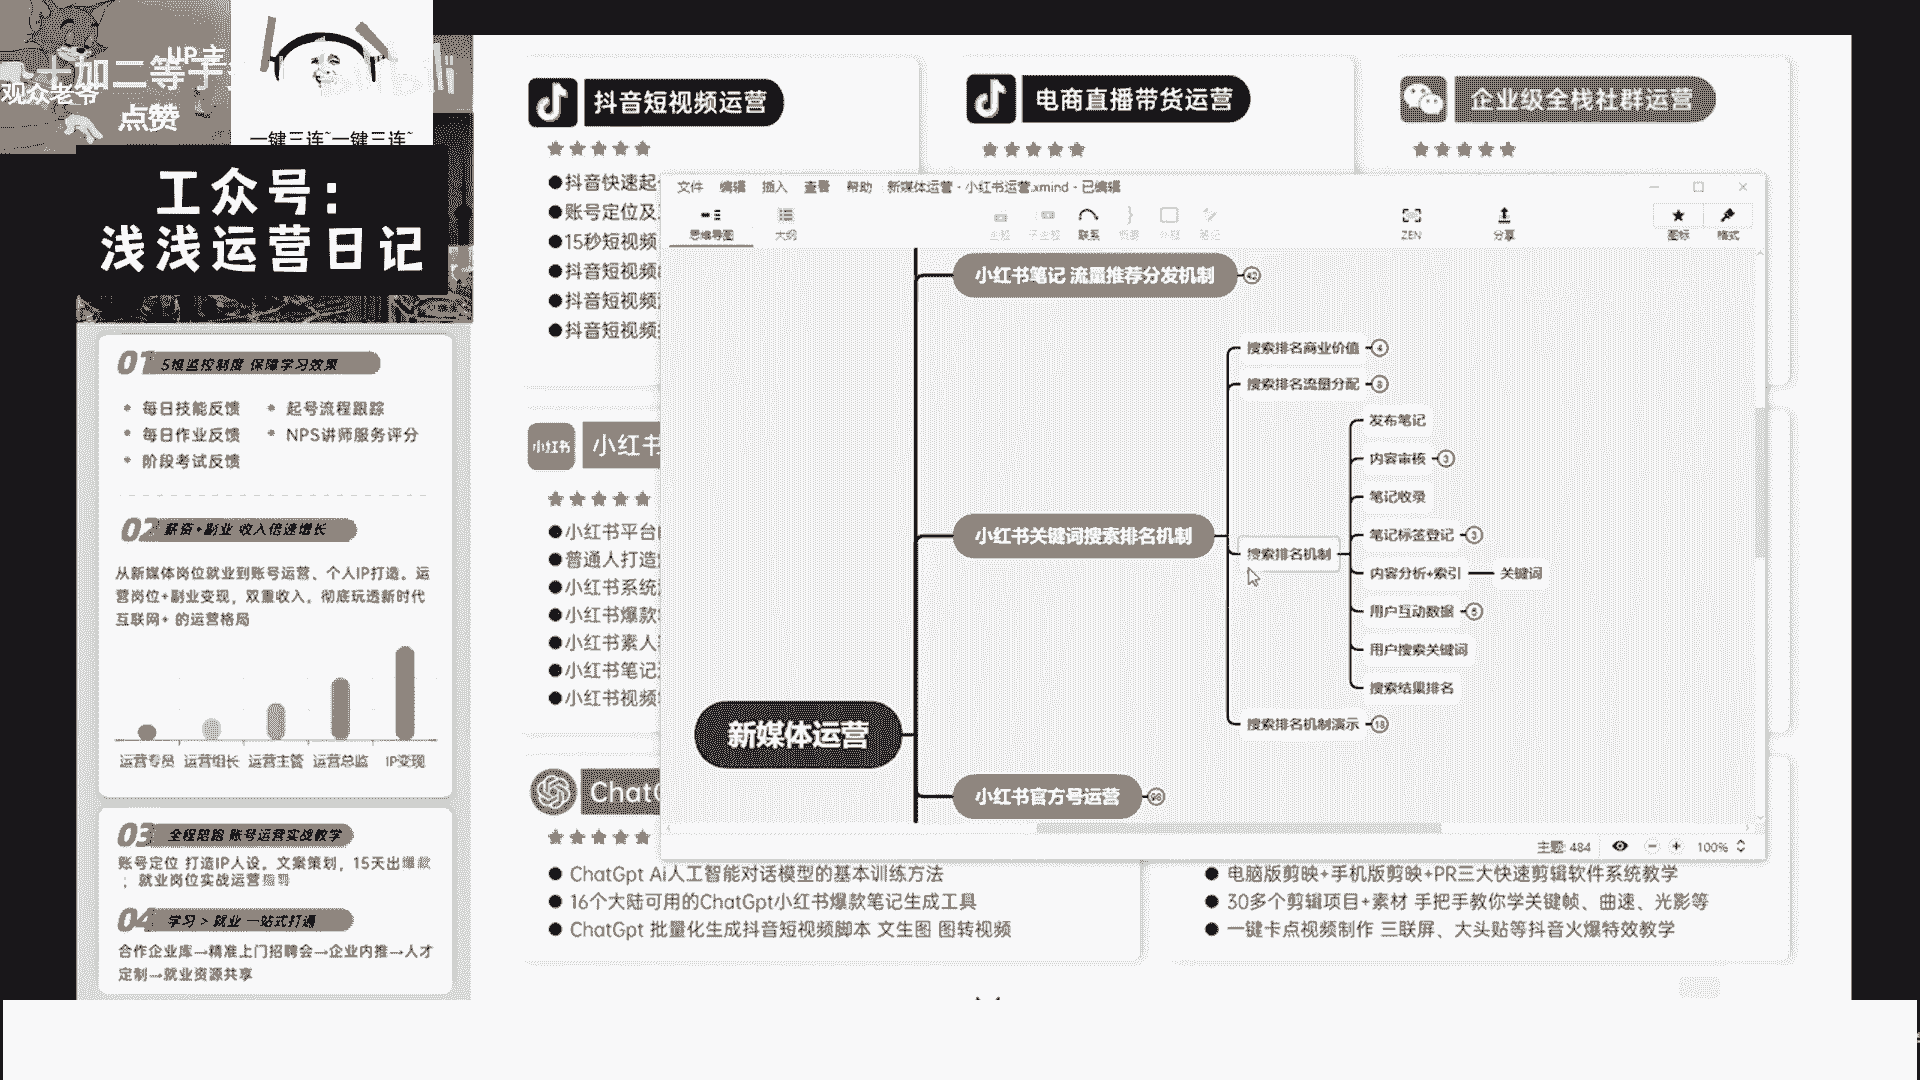 UP主
十加二等于
观众老爷
点赞
一键三连~一键三连~
工众号:
浅浅运营日记
01 5维监控制度 保障学习效果
每日技能反馈
起号流程跟踪
每日作业反馈
NPS讲师服务评分
阶段考试反馈
02 薪资+副业 收入倍速增长
从新媒体岗位就业到账号运营、个人IP打造。运
营岗位+副业变现，双重收入。彻底玩透新时代
互联网+ 的运营格局
运营专员 运营组长 运营主管 运营总监 IP变现
03 全程陪跑 账号运营实战教学
账号定位 打造IP人设。文案策划，15天出爆款
；就业岗位实战运营指导
04 学习 > 就业 一站式打通
合作企业库→精准上门招聘会→企业内推→人才
定制→就业资源共享
抖音短视频运营
●抖音快速起
●账号定位及
●15秒短视频
●抖音短视频
●抖音短视频
●抖音短视频
电商直播带货运营
企业级全栈社群运营
小红书
小红书
●小红书平台
●普通人打造
●小红书系统
●小红书爆款
●小红书素人
●小红书笔记
●小红书视频
文件 编辑 插入 查看 帮助 新媒体运营 - 小红书运营.xmind - 已编辑
思维导图 大纲 主题 子主题 联系 概要 外框 笔记 ZEN 分享 图标 格式
小红书笔记 流量推荐分发机制
搜索排名商业价值 4
搜索排名流量分配 8
发布笔记
内容审核 3
笔记收录
小红书关键词搜索排名机制
笔记标签登记 3
搜索排名机制
内容分析+索引 关键词
用户互动数据 5
用户搜索关键词
搜索结果排名
搜索排名机制演示 18
新媒体运营
小红书官方号运营 98
主题: 484 100%
Chat
● ChatGpt Ai人工智能对话模型的基本训练方法
● 16个大陆可用的ChatGpt小红书爆款笔记生成工具
● ChatGpt 批量化生成抖音短视频脚本 文生图 图转视频
● 电脑版剪映+手机版剪映+PR三大快速剪辑软件系统教学
● 30多个剪辑项目+素材 手把手教你学关键帧、曲速、光影等
● 一键卡点视频制作 三联屏、大头贴等抖音火爆特效教学